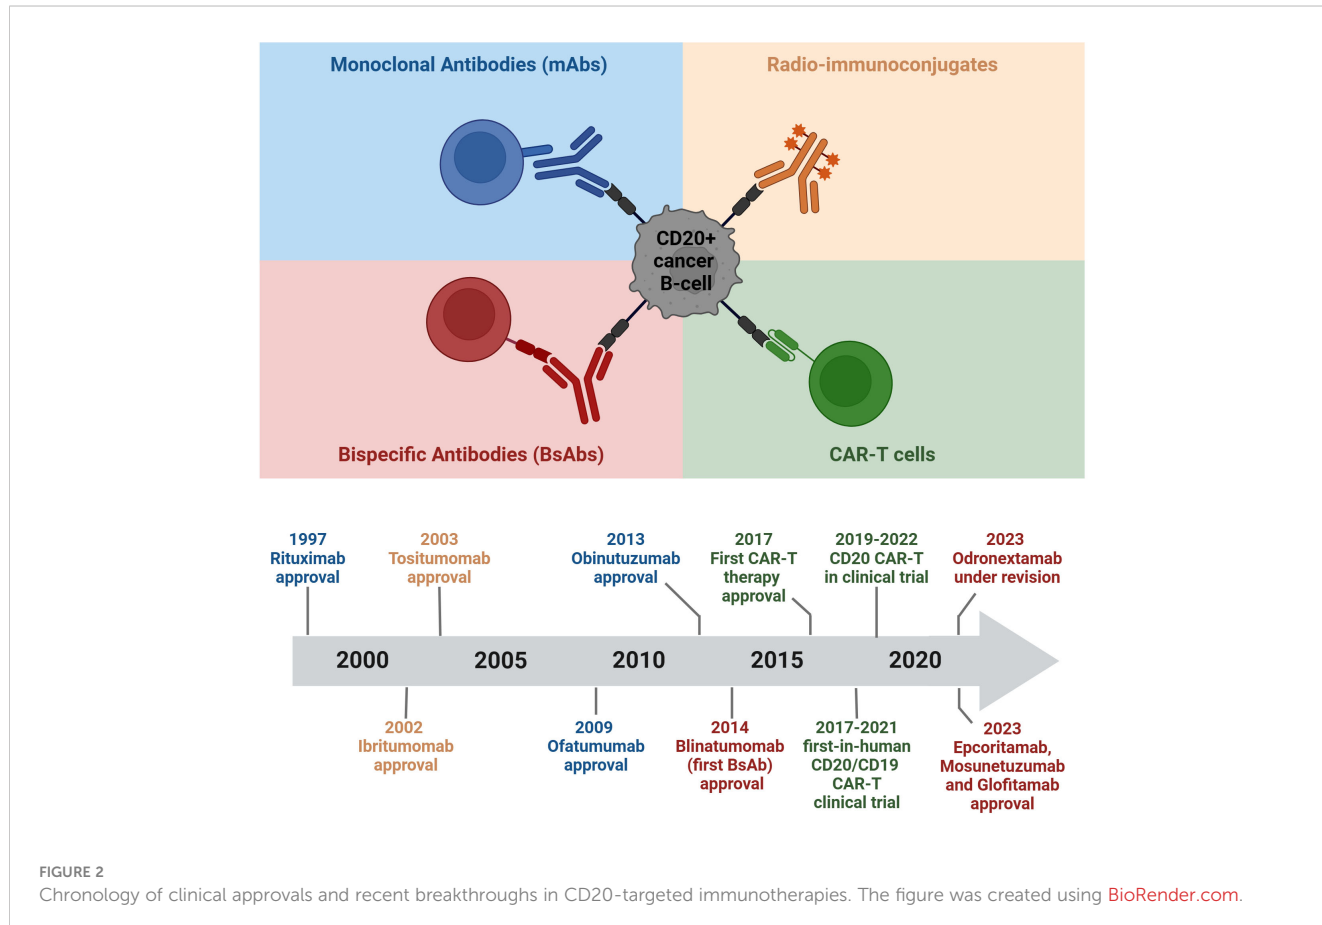 Monoclonal Antibodies (mAbs)
Radio-immunoconjugates
CD20+
cancer
B-cell
Bispecific Antibodies (BsAbs)
CAR-T cells
1997
Rituximab
approval
2003
Tositumomab
approval
2013
Obinutuzumab
approval
2017
First CAR-T
therapy
approval
2019-2022
CD20 CAR-T
in clinical trial
2023
Odronextamab
under revision
2000
2005
2010
2015
2020
2002
Ibritumomab
approval
2009
Ofatumumab
approval
2014
Blinatumomab
(first BsAb)
approval
2017-2021
first-in-human
CD20/CD19
CAR-T
clinical trial
2023
Epcoritamab,
Mosunetuzumab
and Glofitamab
approval
FIGURE 2
Chronology of clinical approvals and recent breakthroughs in CD20-targeted immunotherapies. The figure was created using BioRender.com.